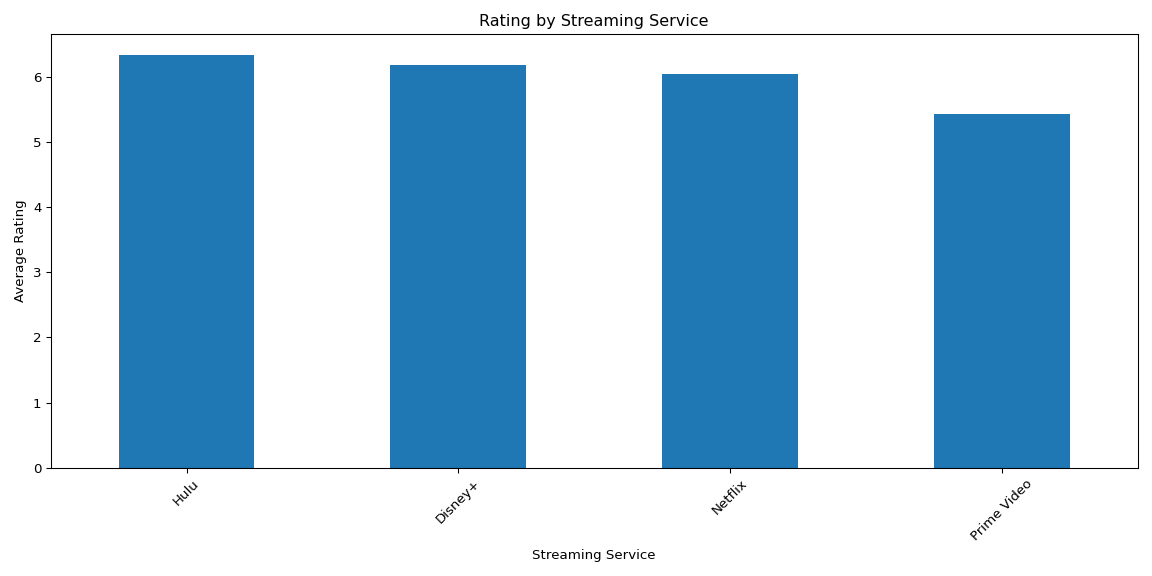 Rating by Streaming Service
Average Rating
6
5
4
3
2
1
0
Hulu
Disney+
Netflix
Prime Video
Streaming Service